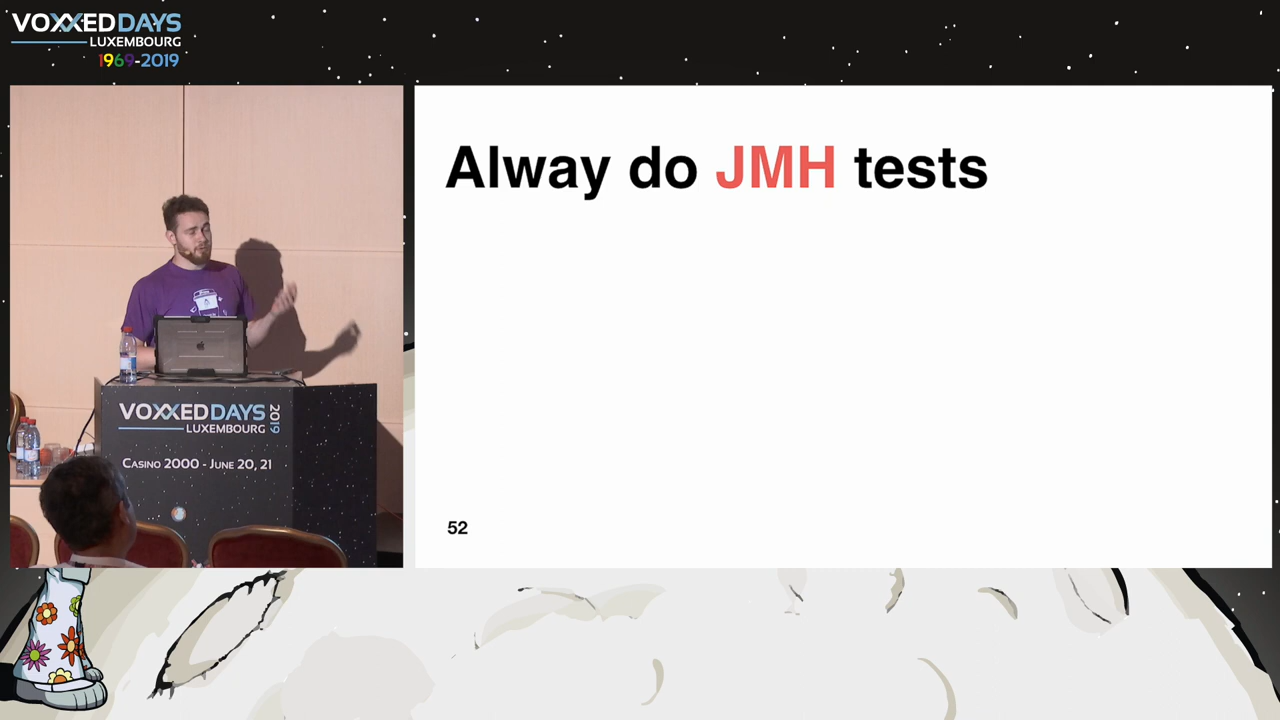 VOXXEDDAYS
LUXEMBOURG
1969-2019
Alway do JMH tests
52
VOXXEDDAYS
LUXEMBOURG
2019
CASINO 2000 - JUNE 20, 21